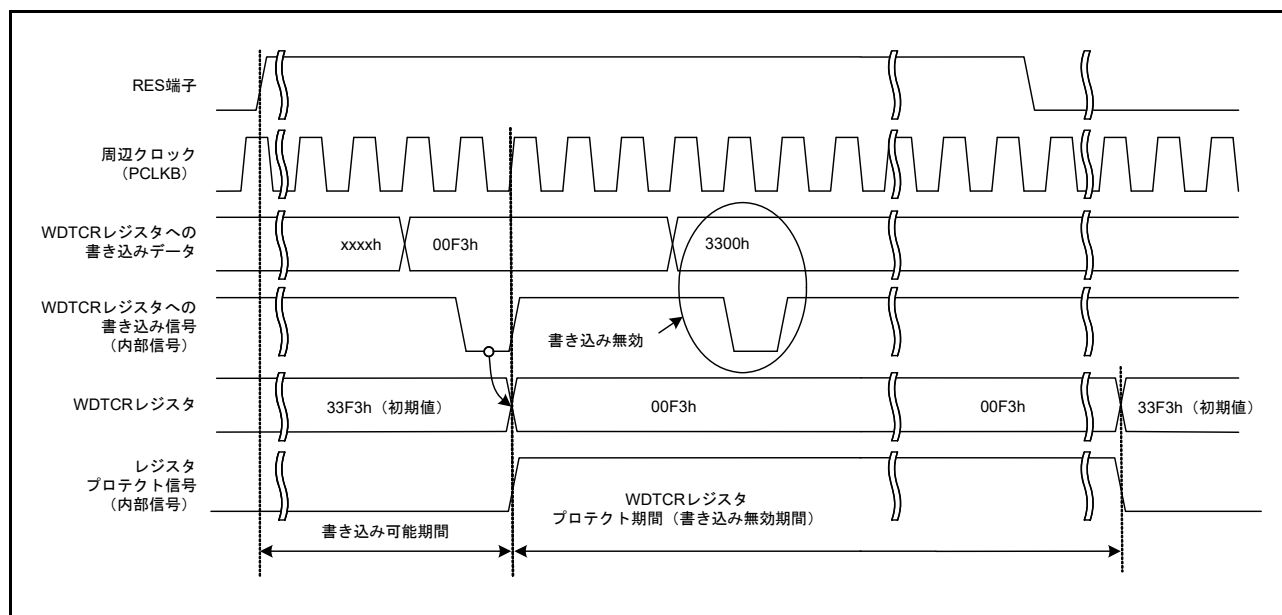 RES端子
周辺クロック
(PCLKB)
WDTCRレジスタへの
書き込みデータ
xxxxh
00F3h
3300h
WDTCRレジスタへの
書き込み信号
(内部信号)
書き込み無効
WDTCRレジスタ
33F3h(初期値)
00F3h
00F3h
33F3h(初期値)
レジスタ
プロテクト信号
(内部信号)
WDTCRレジスタ
プロテクト期間(書き込み無効期間)
書き込み可能期間